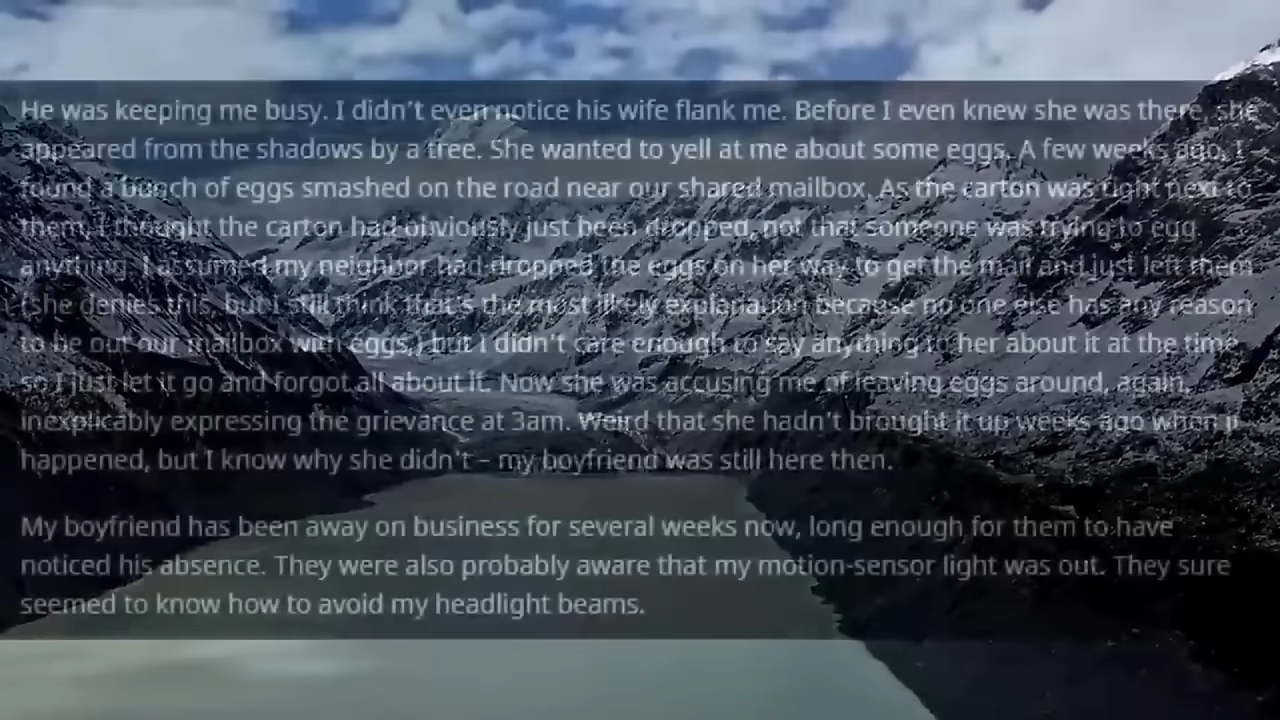 He was keeping me busy. I didn’t even notice his wife flank me. Before I even knew she was there, she
appeared from the shadows by a tree. She wanted to yell at me about some eggs. A few weeks ago, I
found a bunch of eggs smashed on the road near our shared mailbox. As the carton was right next to
them, I thought the carton had obviously just been dropped, not that someone was trying to egg
anything. I assumed my neighbor had dropped the eggs on her way to get the mail and just left them
(she denies this, but I still think that’s the most likely explanation because no one else has any reason
to be out our mailbox with eggs,) but I didn’t care enough to say anything to her about it at the time,
so I just let it go and forgot all about it. Now she was accusing me of leaving eggs around, again,
inexplicably expressing the grievance at 3am. Weird that she hadn’t brought it up weeks ago when it
happened, but I know why she didn’t – my boyfriend was still here then.
My boyfriend has been away on business for several weeks now, long enough for them to have
noticed his absence. They were also probably aware that my motion-sensor light was out. They sure
seemed to know how to avoid my headlight beams.